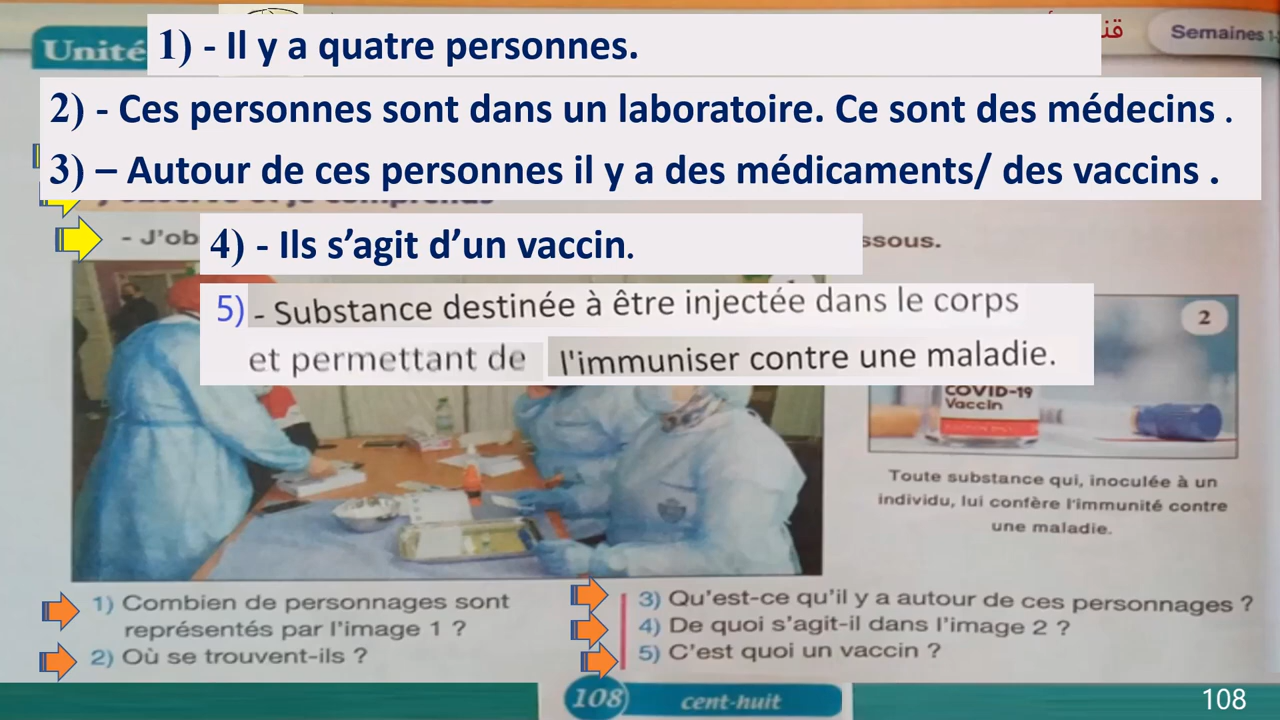 Unité
1) - Il y a quatre personnes.
قن
Semaines 1-
2) - Ces personnes sont dans un laboratoire. Ce sont des médecins .
3) – Autour de ces personnes il y a des médicaments/ des vaccins .
- J'ob
4) - Ils s'agit d'un vaccin.
ssous.
5) - Substance destinée à être injectée dans le corps
et permettant de l'immuniser contre une maladie.
2
COVID-19
Vaccin
Toute substance qui, inoculée à un
individu, lui confère l'immunité contre
une maladie.
1) Combien de personnages sont
représentés par l'image 1 ?
2) Où se trouvent-ils ?
3) Qu'est-ce qu'il y a autour de ces personnages ?
4) De quoi s'agit-il dans l'image 2 ?
5) C'est quoi un vaccin ?
108 cent-huit
108